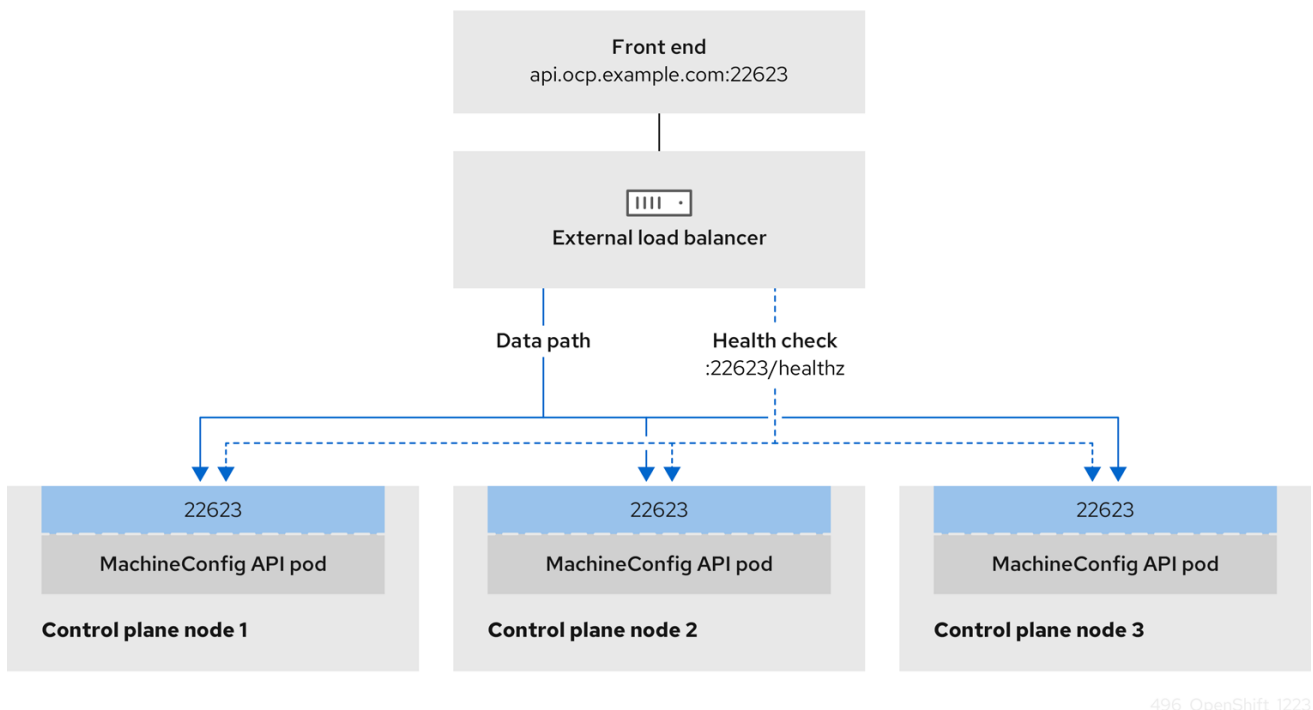 Front end
api.ocp.example.com:22623
External load balancer
Data path
Health check
:22623/healthz
22623
22623
22623
MachineConfig API pod
MachineConfig API pod
MachineConfig API pod
Control plane node 1
Control plane node 2
Control plane node 3
496_OpenShift_1223